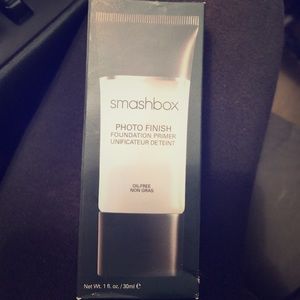 smashbox
PHOTO FINISH
FOUNDATION PRIMER
UNIFICATEUR DE TEINT
OIL-FREE
NON GRAS
Net Wt. 1 fl. oz. / 30ml ℮